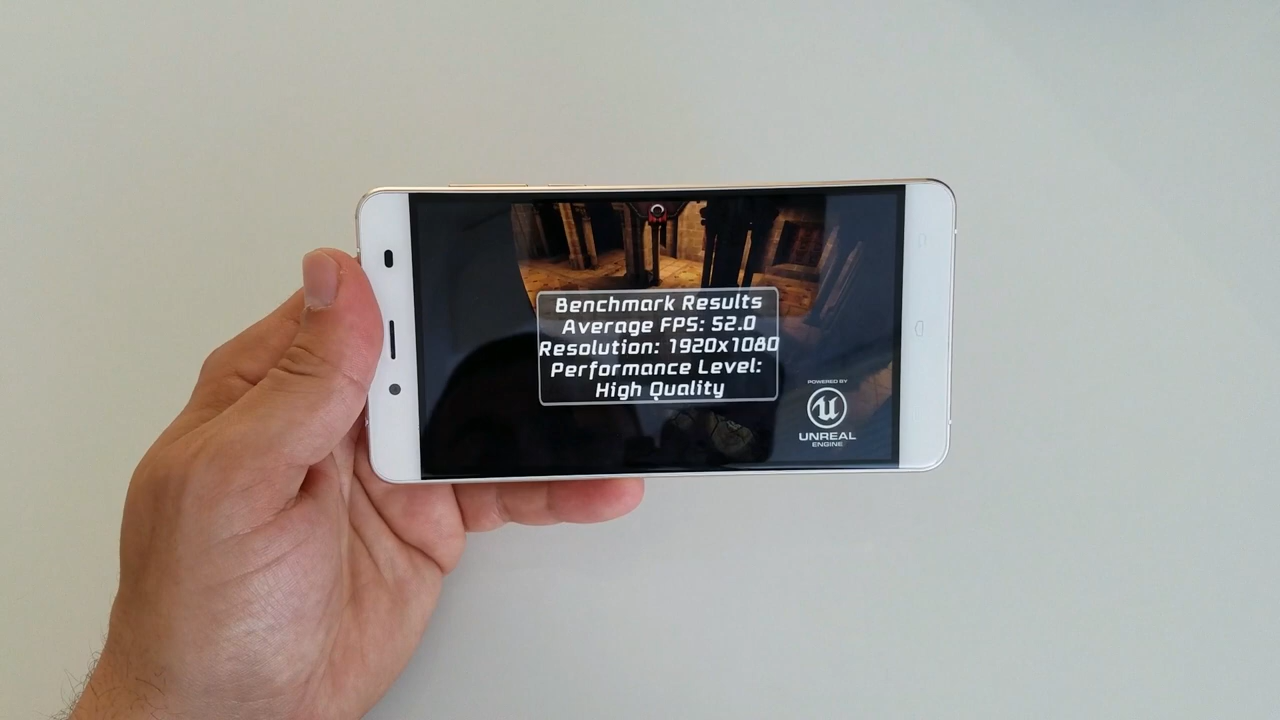 Benchmark Results
Average FPS: 52.0
Resolution: 1920x1080
Performance Level:
High Quality
POWERED BY
UNREAL
ENGINE